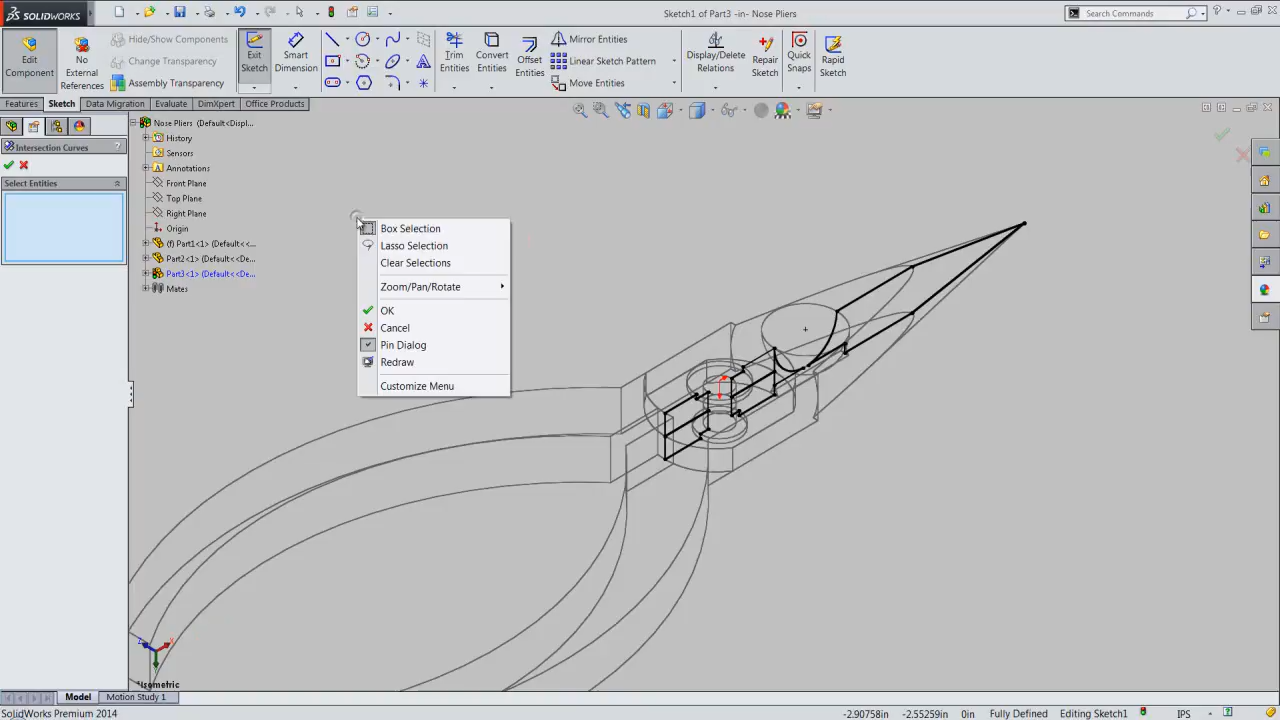 SOLIDWORKS
Sketch1 of Part3 -in- Nose Pliers
Search Commands
Exit Component
No External References
Hide/Show Components
Change Transparency
Assembly Transparency
Exit Sketch
Smart Dimension
Trim Entities
Convert Entities
Offset Entities
Mirror Entities
Linear Sketch Pattern
Move Entities
Display/Delete Relations
Repair Sketch
Quick Snaps
Rapid Sketch
Features
Sketch
Data Migration
Evaluate
DimXpert
Office Products
Intersection Curves
?
Select Entities
Nose Pliers (Default<Displ...
History
Sensors
Annotations
Front Plane
Top Plane
Right Plane
Origin
(f) Part1<1> (Default<<...
Part2<1> (Default<<De...
Part3<1> (Default<<De...
Mates
Box Selection
Lasso Selection
Clear Selections
Zoom/Pan/Rotate
OK
Cancel
Pin Dialog
Redraw
Customize Menu
Z
X
*Isometric
Model
Motion Study 1
SolidWorks Premium 2014
-2.90758in
-2.55259in
0in
Fully Defined
Editing Sketch1
IPS